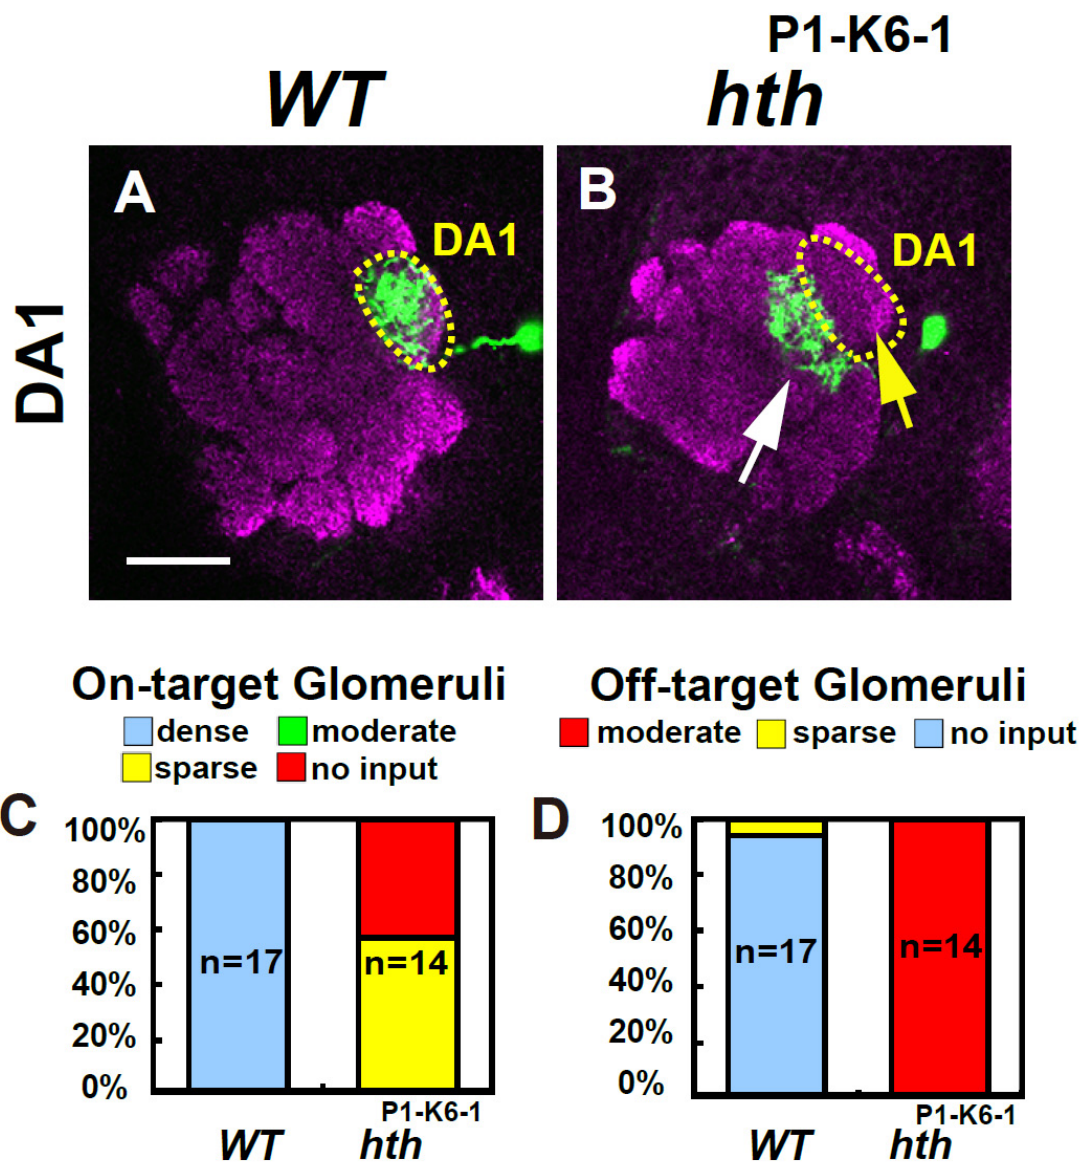 P1-K6-1
WT hth
A B
DA1 DA1
DA1
On-target Glomeruli Off-target Glomeruli
dense moderate
sparse no input
moderate sparse no input
C D
100%
80%
60%
40%
20%
0%
n=17 n=14
WT hth P1-K6-1
100%
80%
60%
40%
20%
0%
n=17 n=14
WT hth P1-K6-1